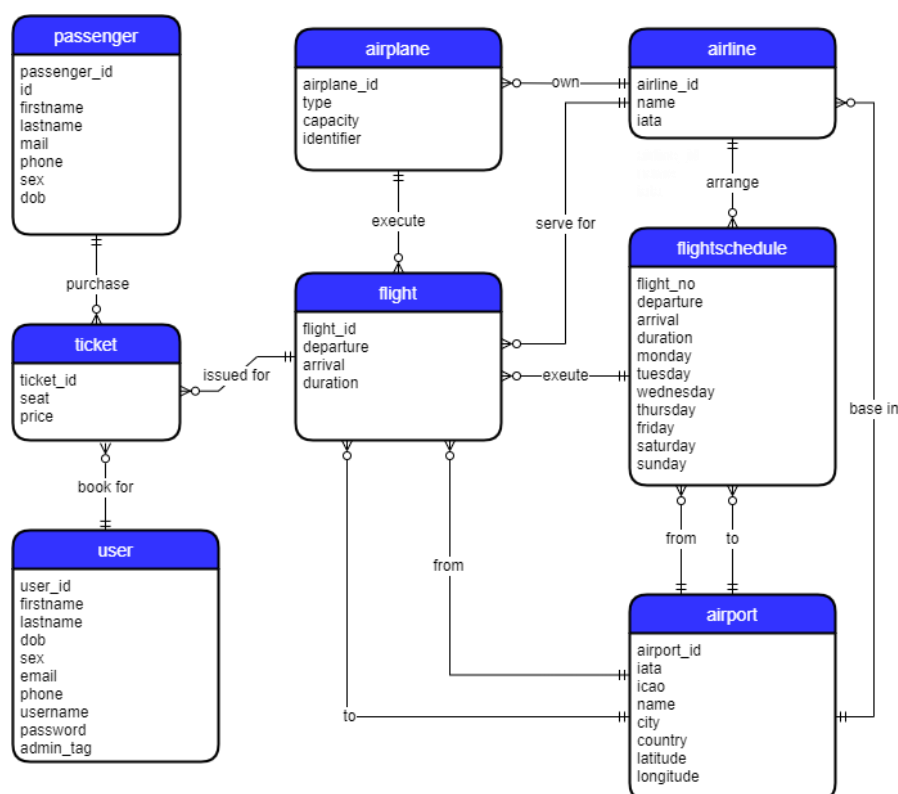 passenger
passenger_id
id
firstname
lastname
mail
phone
sex
dob
airplane
airplane_id
type
capacity
identifier
own
airline
airline_id
name
iata
purchase
execute
serve for
arrange
base in
ticket
ticket_id
seat
price
issued for
flight
flight_id
departure
arrival
duration
exeute
flightschedule
flight_no
departure
arrival
duration
monday
tuesday
wednesday
thursday
friday
saturday
sunday
book for
from
to
from
to
user
user_id
firstname
lastname
dob
sex
email
phone
username
password
admin_tag
airport
airport_id
iata
icao
name
city
country
latitude
longitude